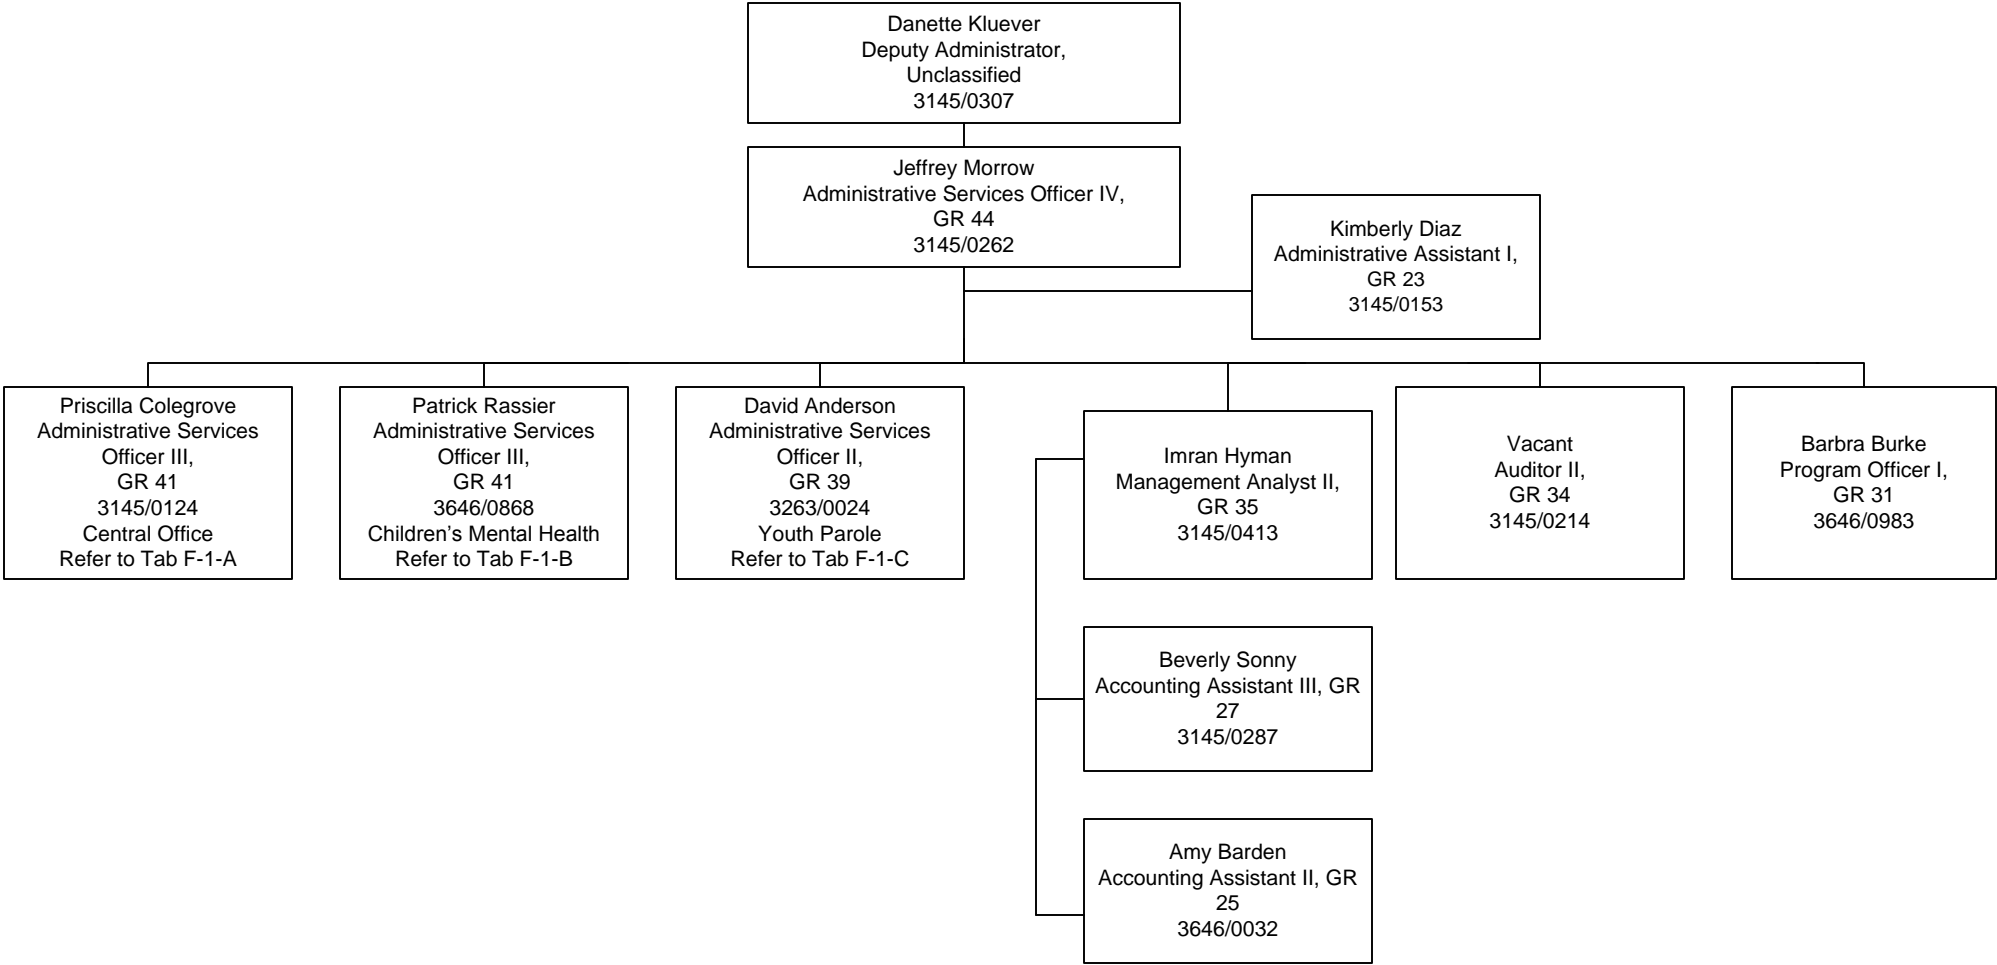 Danette Kluever
Deputy Administrator,
Unclassified
3145/0307
Jeffrey Morrow
Administrative Services Officer IV,
GR 44
3145/0262
Kimberly Diaz
Administrative Assistant I,
GR 23
3145/0153
Priscilla Colegrove
Administrative Services
Officer III,
GR 41
3145/0124
Central Office
Refer to Tab F-1-A
Patrick Rassier
Administrative Services
Officer III,
GR 41
3646/0868
Children’s Mental Health
Refer to Tab F-1-B
David Anderson
Administrative Services
Officer II,
GR 39
3263/0024
Youth Parole
Refer to Tab F-1-C
Imran Hyman
Management Analyst II,
GR 35
3145/0413
Vacant
Auditor II,
GR 34
3145/0214
Barbra Burke
Program Officer I,
GR 31
3646/0983
Beverly Sonny
Accounting Assistant III, GR
27
3145/0287
Amy Barden
Accounting Assistant II, GR
25
3646/0032